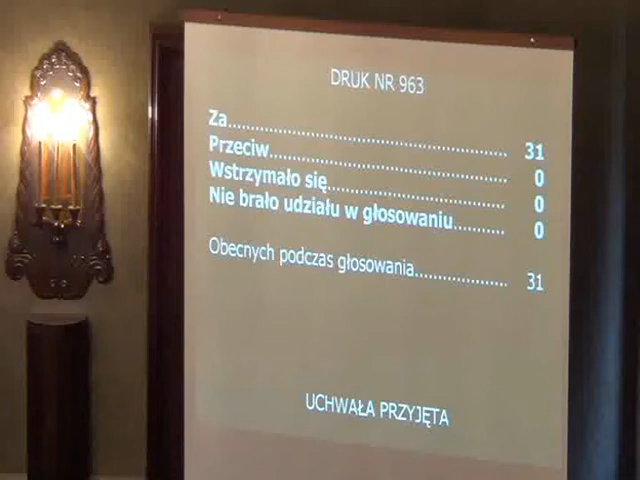 DRUK NR 963
Za.......................................................... 31
Przeciw.................................................. 0
Wstrzymało się..................................... 0
Nie brało udziału w głosowaniu........... 0
Obecnych podczas głosowania.................... 31
UCHWAŁA PRZYJĘTA